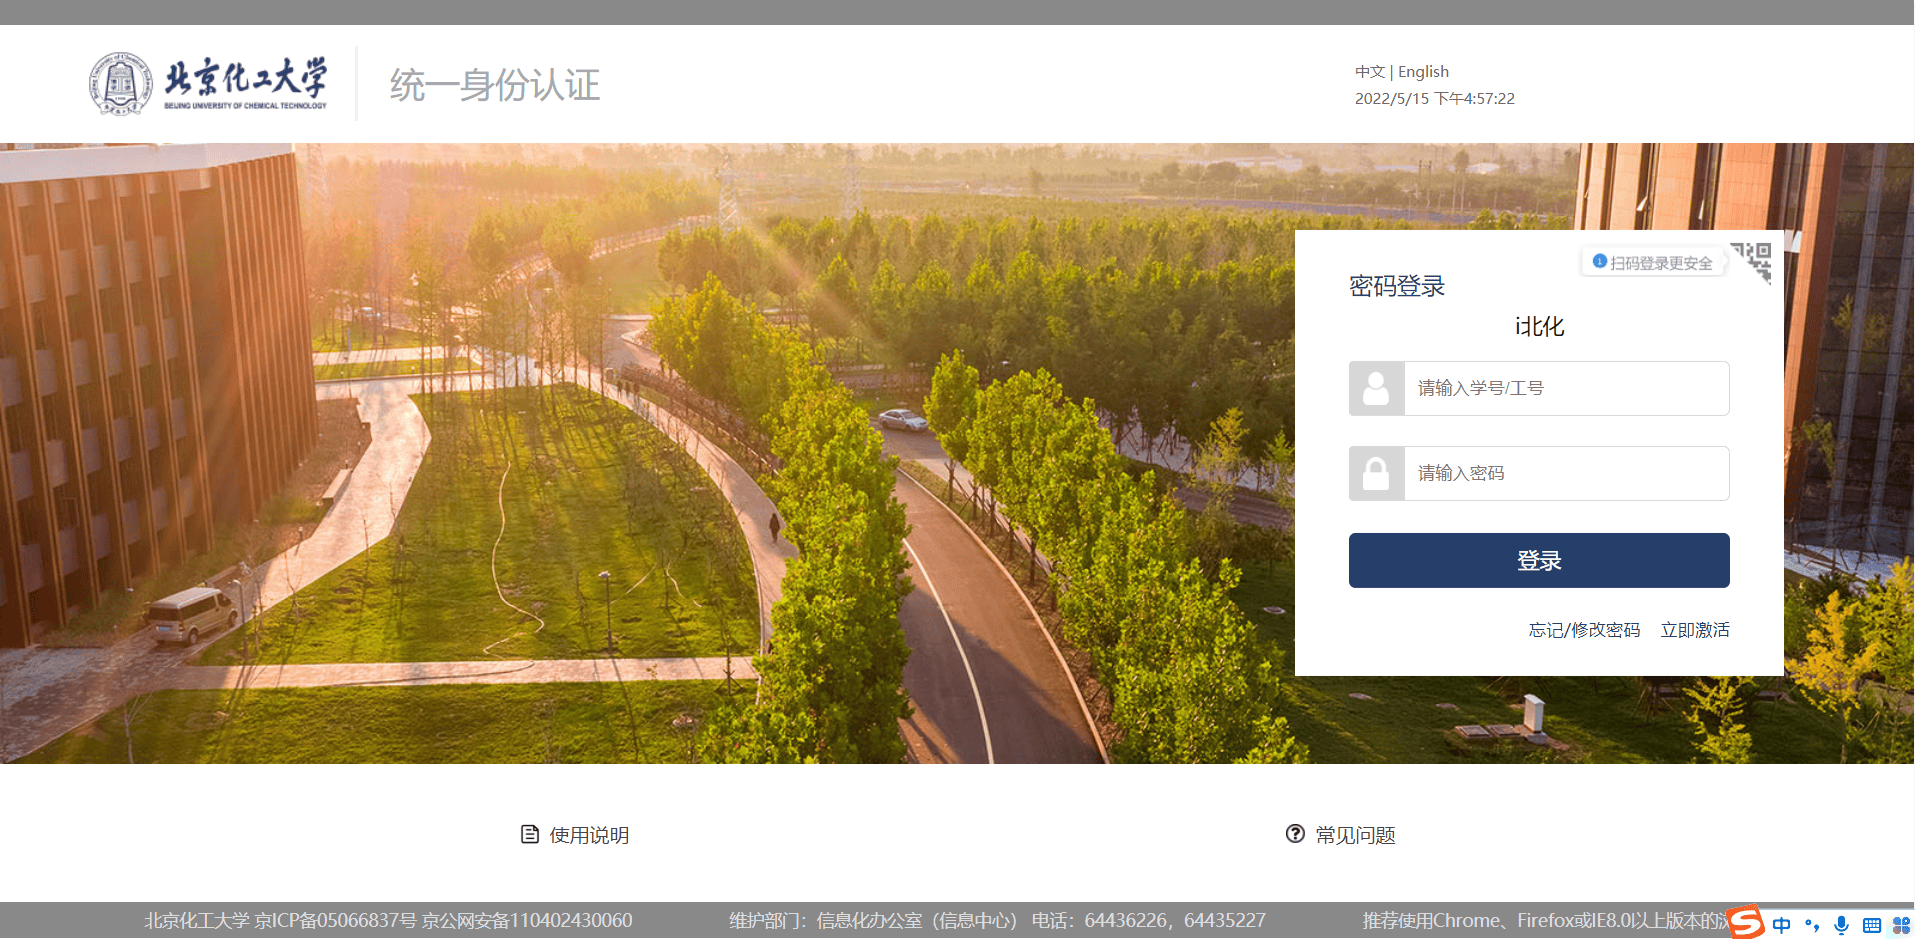 北京化工大学
BEIJING UNIVERSITY OF CHEMICAL TECHNOLOGY
统一身份认证
中文 | English
2022/5/15 下午4:57:22
扫码登录更安全
密码登录
i北化
请输入学号/工号
请输入密码
登录
忘记/修改密码 立即激活
使用说明
常见问题
北京化工大学 京ICP备05066837号 京公网安备110402430060
维护部门：信息化办公室（信息中心） 电话：64436226，64435227
推荐使用Chrome、Firefox或IE8.0以上版本的
中